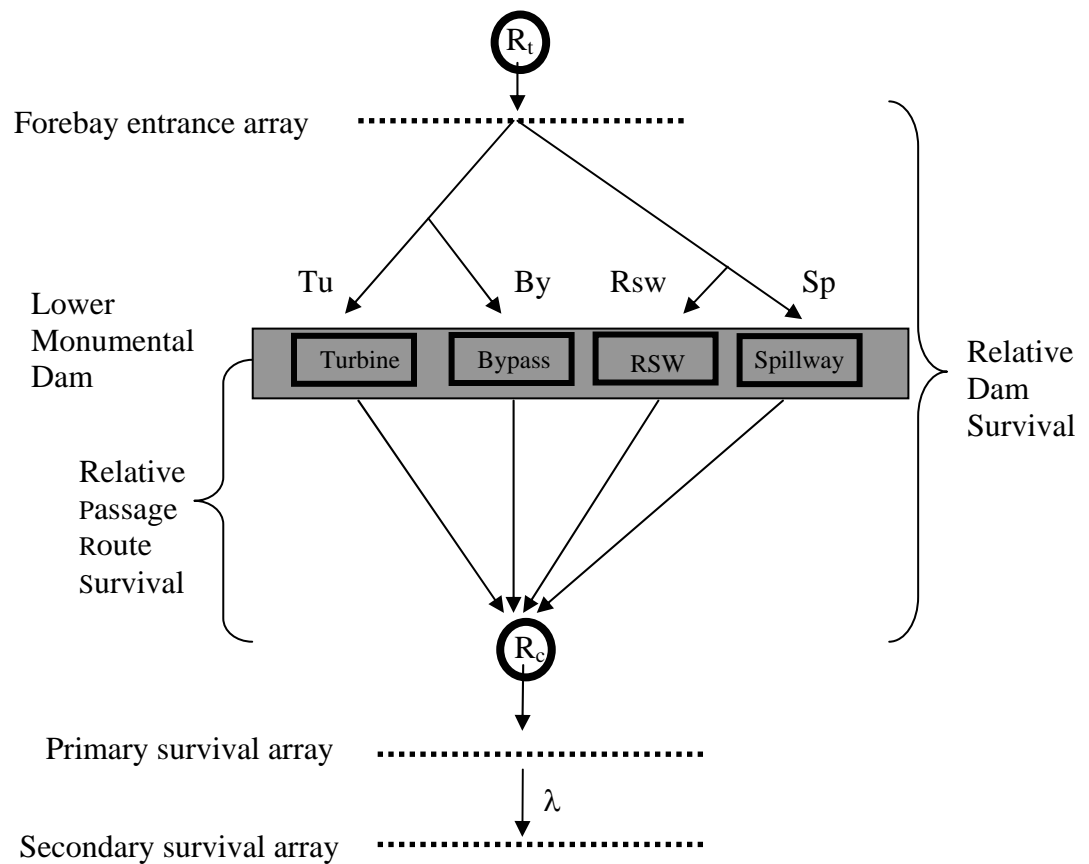 Rt
Forebay entrance array
Tu
By
Rsw
Sp
Lower
Monumental
Dam
Turbine
Bypass
RSW
Spillway
Relative
Dam
Survival
Relative
Passage
Route
Survival
Rc
Primary survival array
λ
Secondary survival array